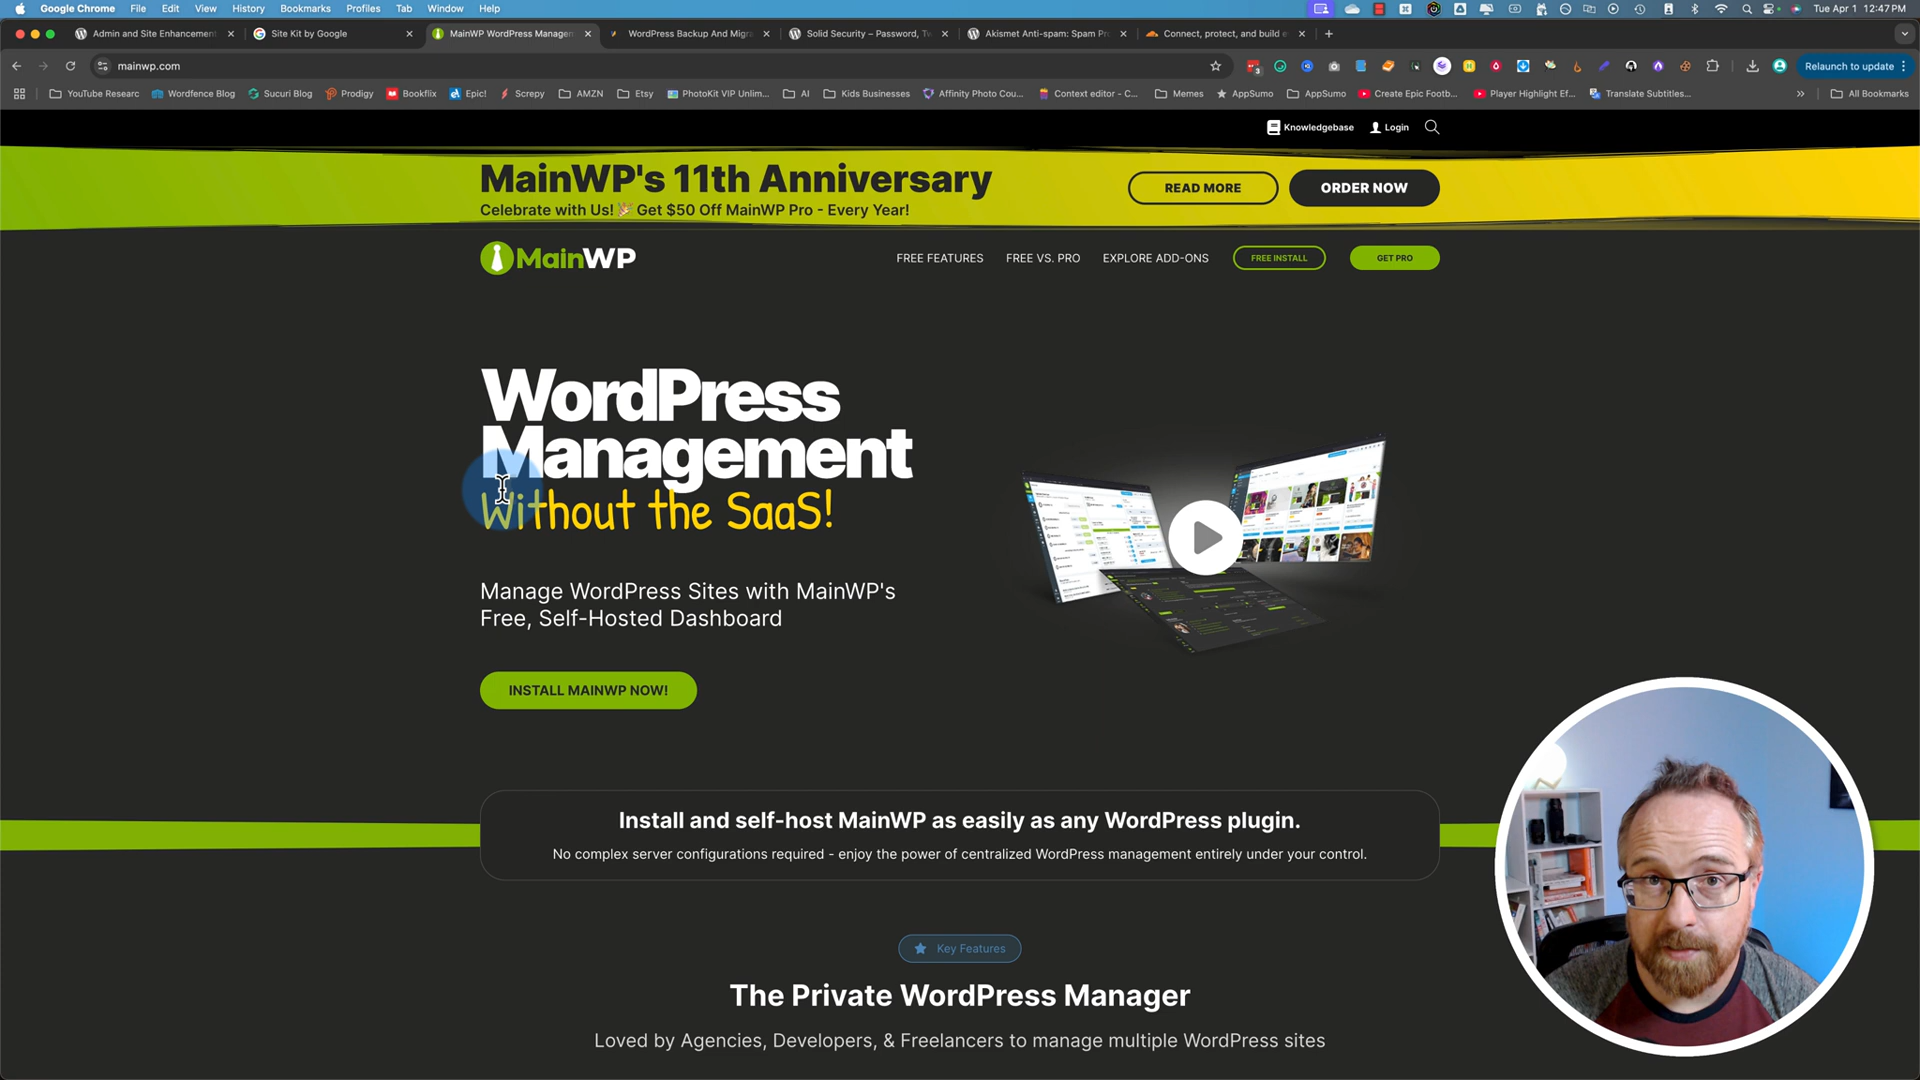 Google Chrome File Edit View History Bookmarks Profiles Tab Window Help Tue Apr 1 12:47 PM
Admin and Site Enhancement Site Kit by Google MainWP WordPress Managem WordPress Backup And Migra Solid Security – Password, Tw Akismet Anti-spam: Spam Pr Connect, protect, and build e
mainwp.com Relaunch to update
YouTube Researc Wordfence Blog Sucuri Blog Prodigy Bookflix Epic! Screpy AMZN Etsy PhotoKit VIP Unlim... AI Kids Businesses Affinity Photo Cou... Context editor - C... Memes AppSumo AppSumo Create Epic Footb... Player Highlight Ef... Translate Subtitles... All Bookmarks
Knowledgebase Login
MainWP's 11th Anniversary
Celebrate with Us! 🎉 Get $50 Off MainWP Pro - Every Year!
READ MORE ORDER NOW
MainWP FREE FEATURES FREE VS. PRO EXPLORE ADD-ONS FREE INSTALL GET PRO
WordPress
Management
Without the SaaS!
Manage WordPress Sites with MainWP's
Free, Self-Hosted Dashboard
INSTALL MAINWP NOW!
Install and self-host MainWP as easily as any WordPress plugin.
No complex server configurations required - enjoy the power of centralized WordPress management entirely under your control.
Key Features
The Private WordPress Manager
Loved by Agencies, Developers, & Freelancers to manage multiple WordPress sites